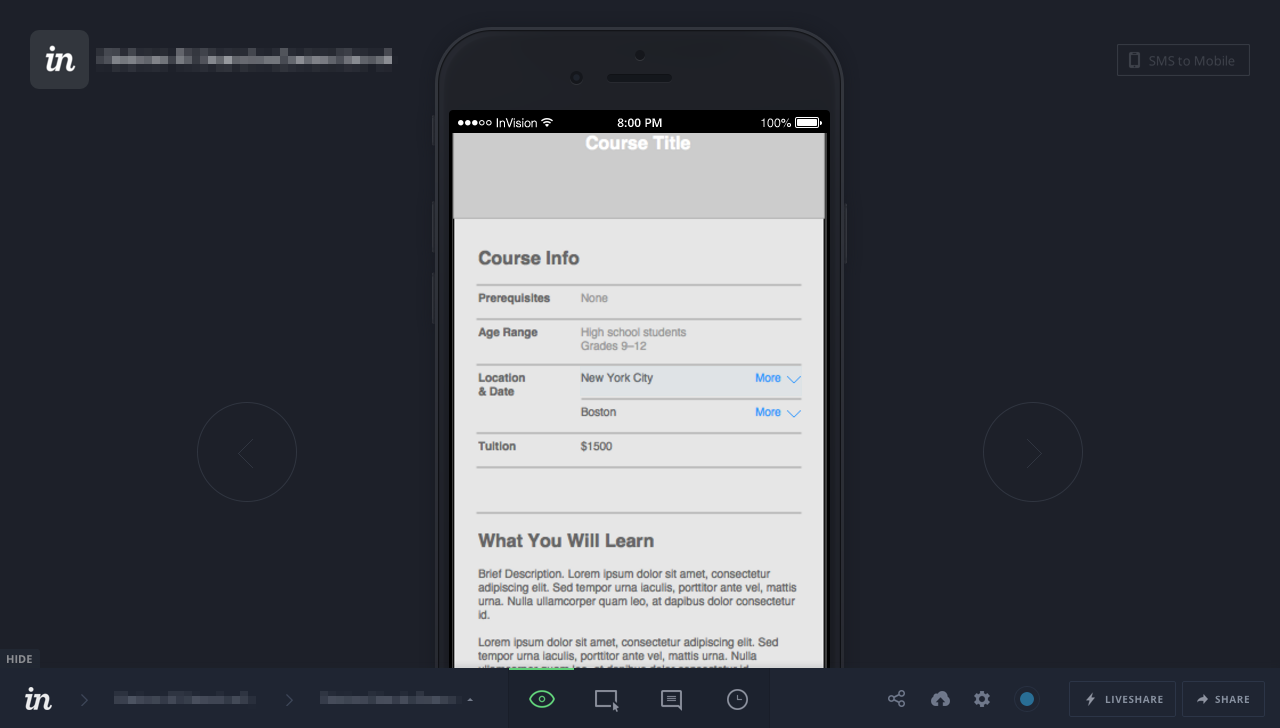 in
SMS to Mobile
InVision
8:00 PM
100%
Course Title
Course Info
Prerequisites None
Age Range High school students
Grades 9–12
Location
& Date
New York City More
Boston More
Tuition $1500
What You Will Learn
Brief Description. Lorem ipsum dolor sit amet, consectetur
adipiscing elit. Sed tempor urna iaculis, porttitor ante vel, mattis
urna. Nulla ullamcorper quam leo, at dapibus dolor consectetur
id.
Lorem ipsum dolor sit amet, consectetur adipiscing elit. Sed
tempor urna iaculis, porttitor ante vel, mattis urna. Nulla
HIDE
in
LIVESHARE
SHARE